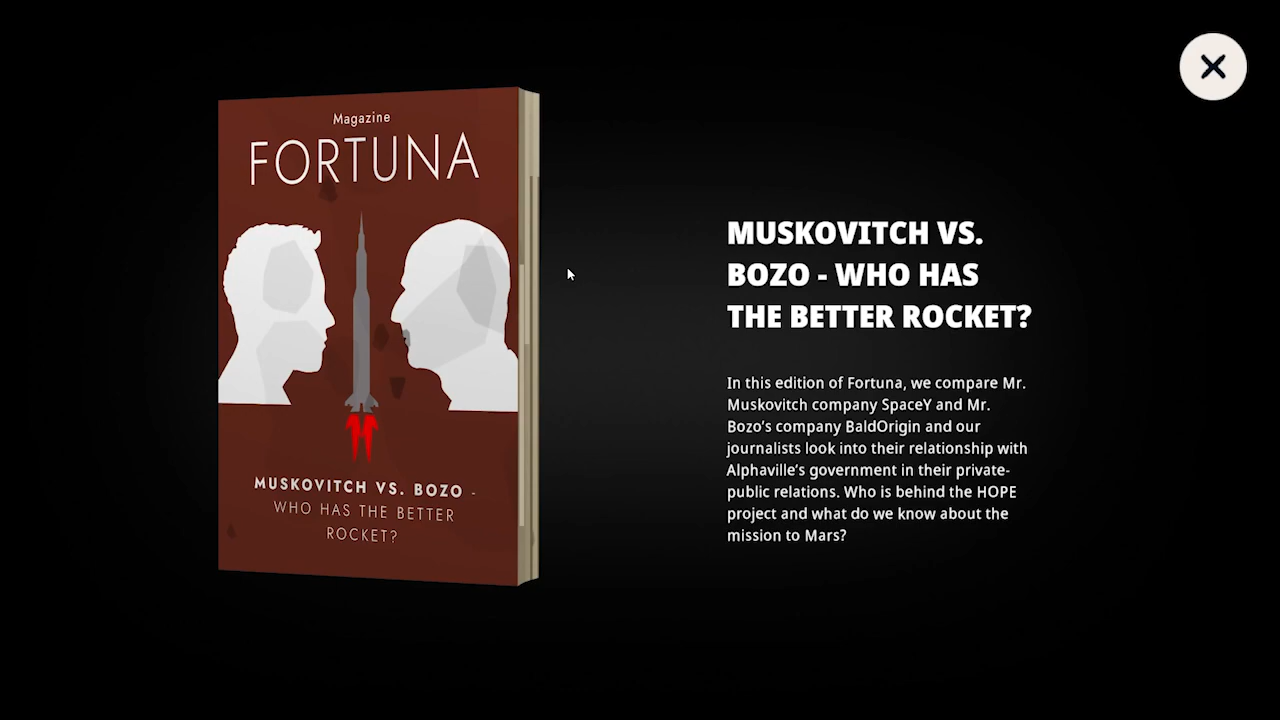 Magazine
FORTUNA
MUSKOVITCH VS. BOZO -
WHO HAS THE BETTER
ROCKET?
MUSKOVITCH VS.
BOZO - WHO HAS
THE BETTER ROCKET?
In this edition of Fortuna, we compare Mr.
Muskovitch company SpaceY and Mr.
Bozo's company BaldOrigin and our
journalists look into their relationship with
Alphaville's government in their private-
public relations. Who is behind the HOPE
project and what do we know about the
mission to Mars?